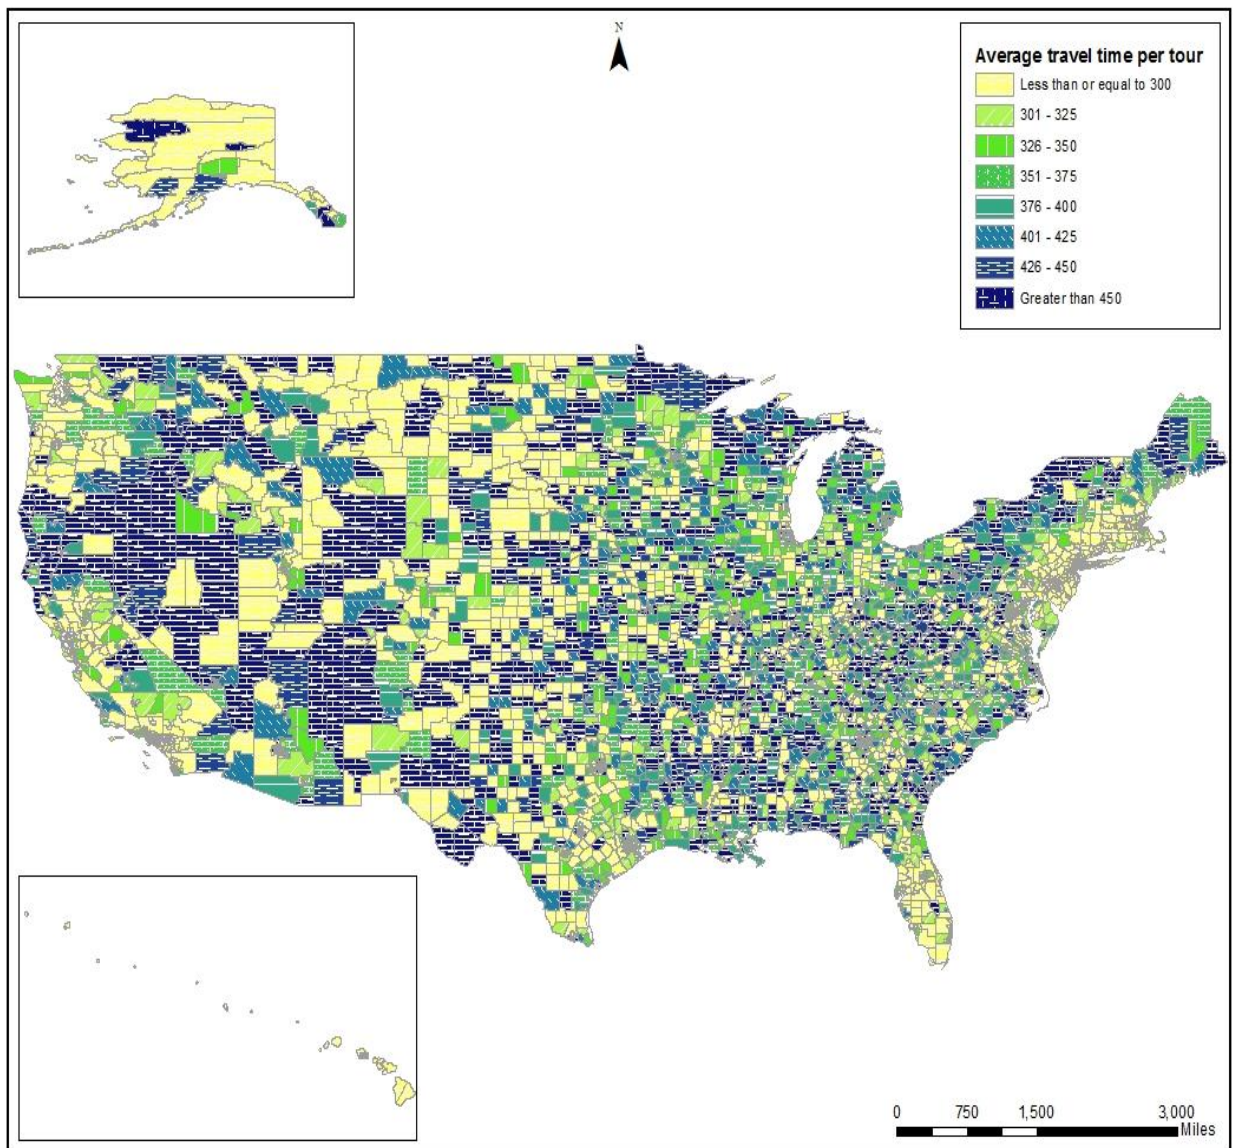 N
Average travel time per tour
Less than or equal to 300
301 - 325
326 - 350
351 - 375
376 - 400
401 - 425
426 - 450
Greater than 450
0 750 1,500 3,000
Miles